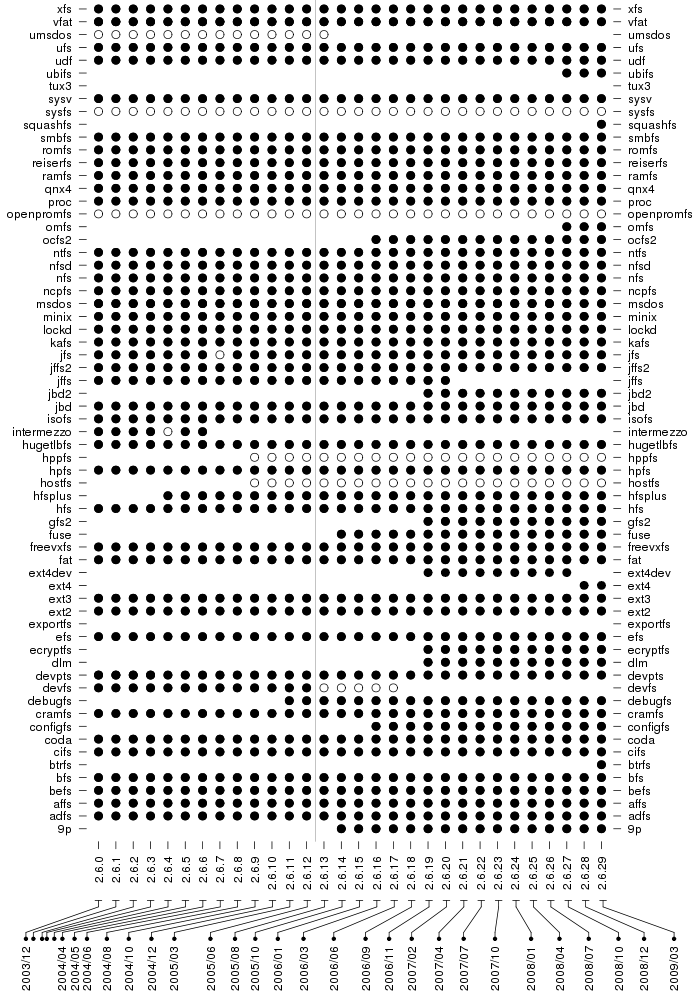 xfs xfs
vfat vfat
umsdos umsdos
ufs ufs
udf udf
ubifs ubifs
tux3 tux3
sysv sysv
sysfs sysfs
squashfs squashfs
smbfs smbfs
romfs romfs
reiserfs reiserfs
ramfs ramfs
qnx4 qnx4
proc proc
openpromfs openpromfs
omfs omfs
ocfs2 ocfs2
ntfs ntfs
nfsd nfsd
nfs nfs
ncpfs ncpfs
msdos msdos
minix minix
lockd lockd
kafs kafs
jfs jfs
jffs2 jffs2
jffs jffs
jbd2 jbd2
jbd jbd
isofs isofs
intermezzo intermezzo
hugetlbfs hugetlbfs
hppfs hppfs
hpfs hpfs
hostfs hostfs
hfsplus hfsplus
hfs hfs
gfs2 gfs2
fuse fuse
freevxfs freevxfs
fat fat
ext4dev ext4dev
ext4 ext4
ext3 ext3
ext2 ext2
exportfs exportfs
efs efs
ecryptfs ecryptfs
dlm dlm
devpts devpts
devfs devfs
debugfs debugfs
cramfs cramfs
configfs configfs
coda coda
cifs cifs
btrfs btrfs
bfs bfs
befs befs
affs affs
adfs adfs
9p 9p
2.6.0 2.6.1 2.6.2 2.6.3 2.6.4 2.6.5 2.6.6 2.6.7 2.6.8 2.6.9 2.6.10 2.6.11 2.6.12 2.6.13 2.6.14 2.6.15 2.6.16 2.6.17 2.6.18 2.6.19 2.6.20 2.6.21 2.6.22 2.6.23 2.6.24 2.6.25 2.6.26 2.6.27 2.6.28 2.6.29
2003/12 2004/04 2004/05 2004/06 2004/08 2004/10 2004/12 2005/03 2005/06 2005/08 2005/10 2006/01 2006/03 2006/06 2006/09 2006/11 2007/02 2007/04 2007/07 2007/10 2008/01 2008/04 2008/07 2008/10 2008/12 2009/03